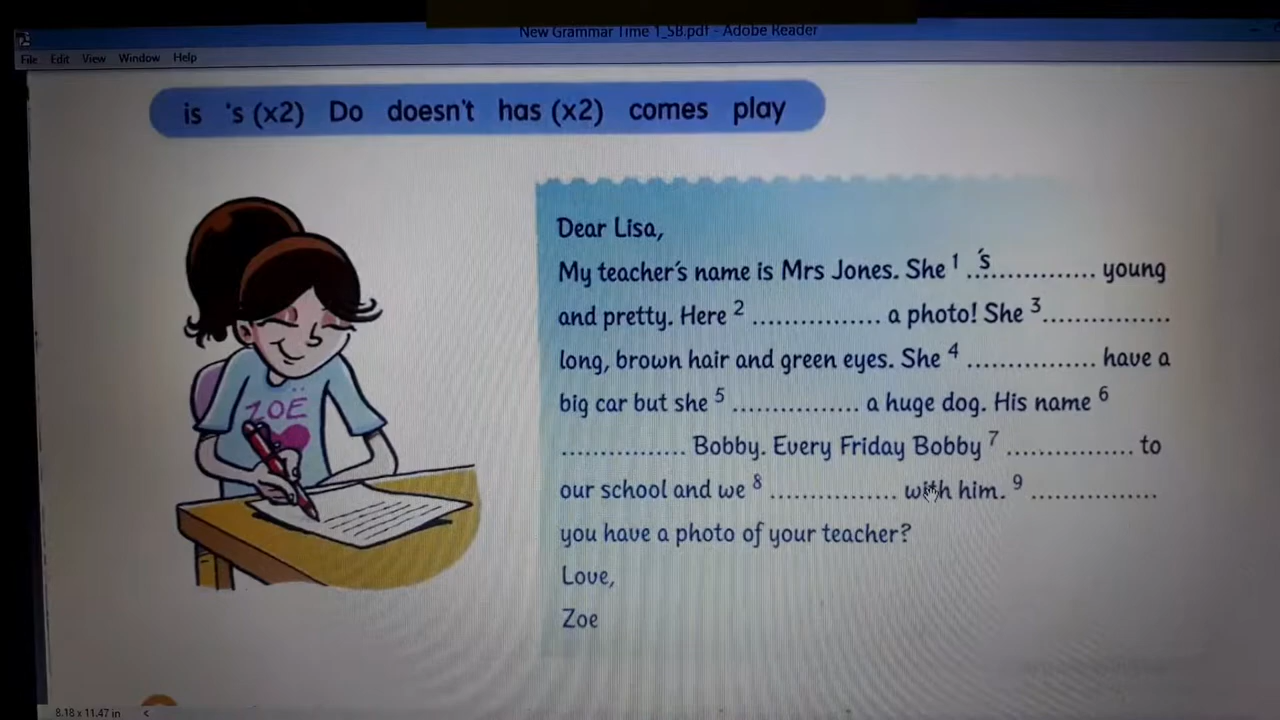 New Grammar Time 1_SB.pdf - Adobe Reader
File Edit View Window Help
is 's (x2) Do doesn't has (x2) comes play
ZOË
Dear Lisa,
My teacher's name is Mrs Jones. She 1 .'s.............. young
and pretty. Here 2 ................ a photo! She 3................
long, brown hair and green eyes. She 4 ................ have a
big car but she 5 ................ a huge dog. His name 6
................ Bobby. Every Friday Bobby 7 ................ to
our school and we 8 ................ with him. 9 ................
you have a photo of your teacher?
Love,
Zoe
8.18 x 11.47 in